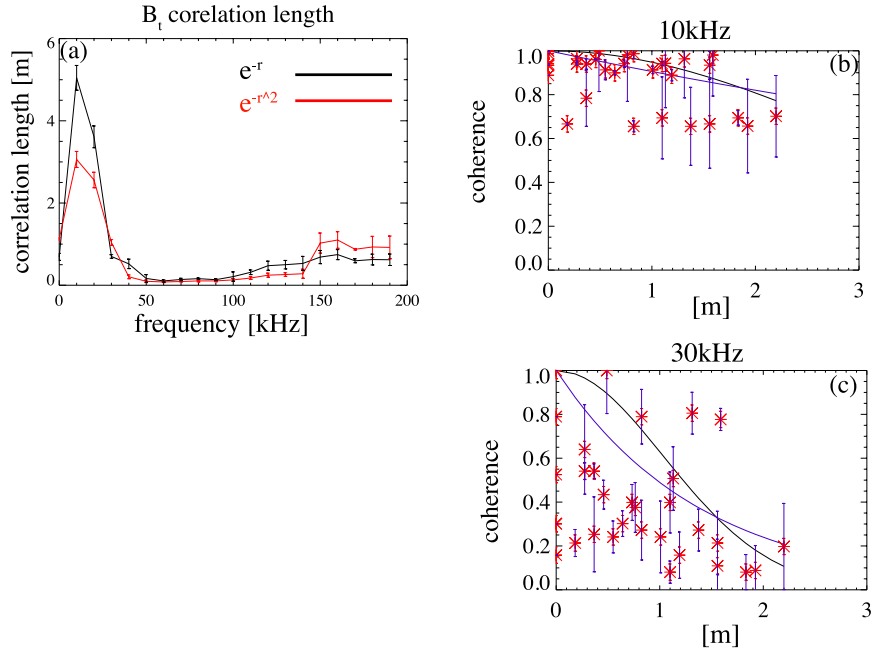 B_t corelation length
(a)
e^-r
e^-r^2
6
4
2
0
correlation length [m]
0 50 100 150 200
frequency [kHz]
10kHz
(b)
1.0
0.8
0.6
0.4
0.2
0.0
coherence
0 1 2 3
[m]
30kHz
(c)
1.0
0.8
0.6
0.4
0.2
0.0
coherence
0 1 2 3
[m]